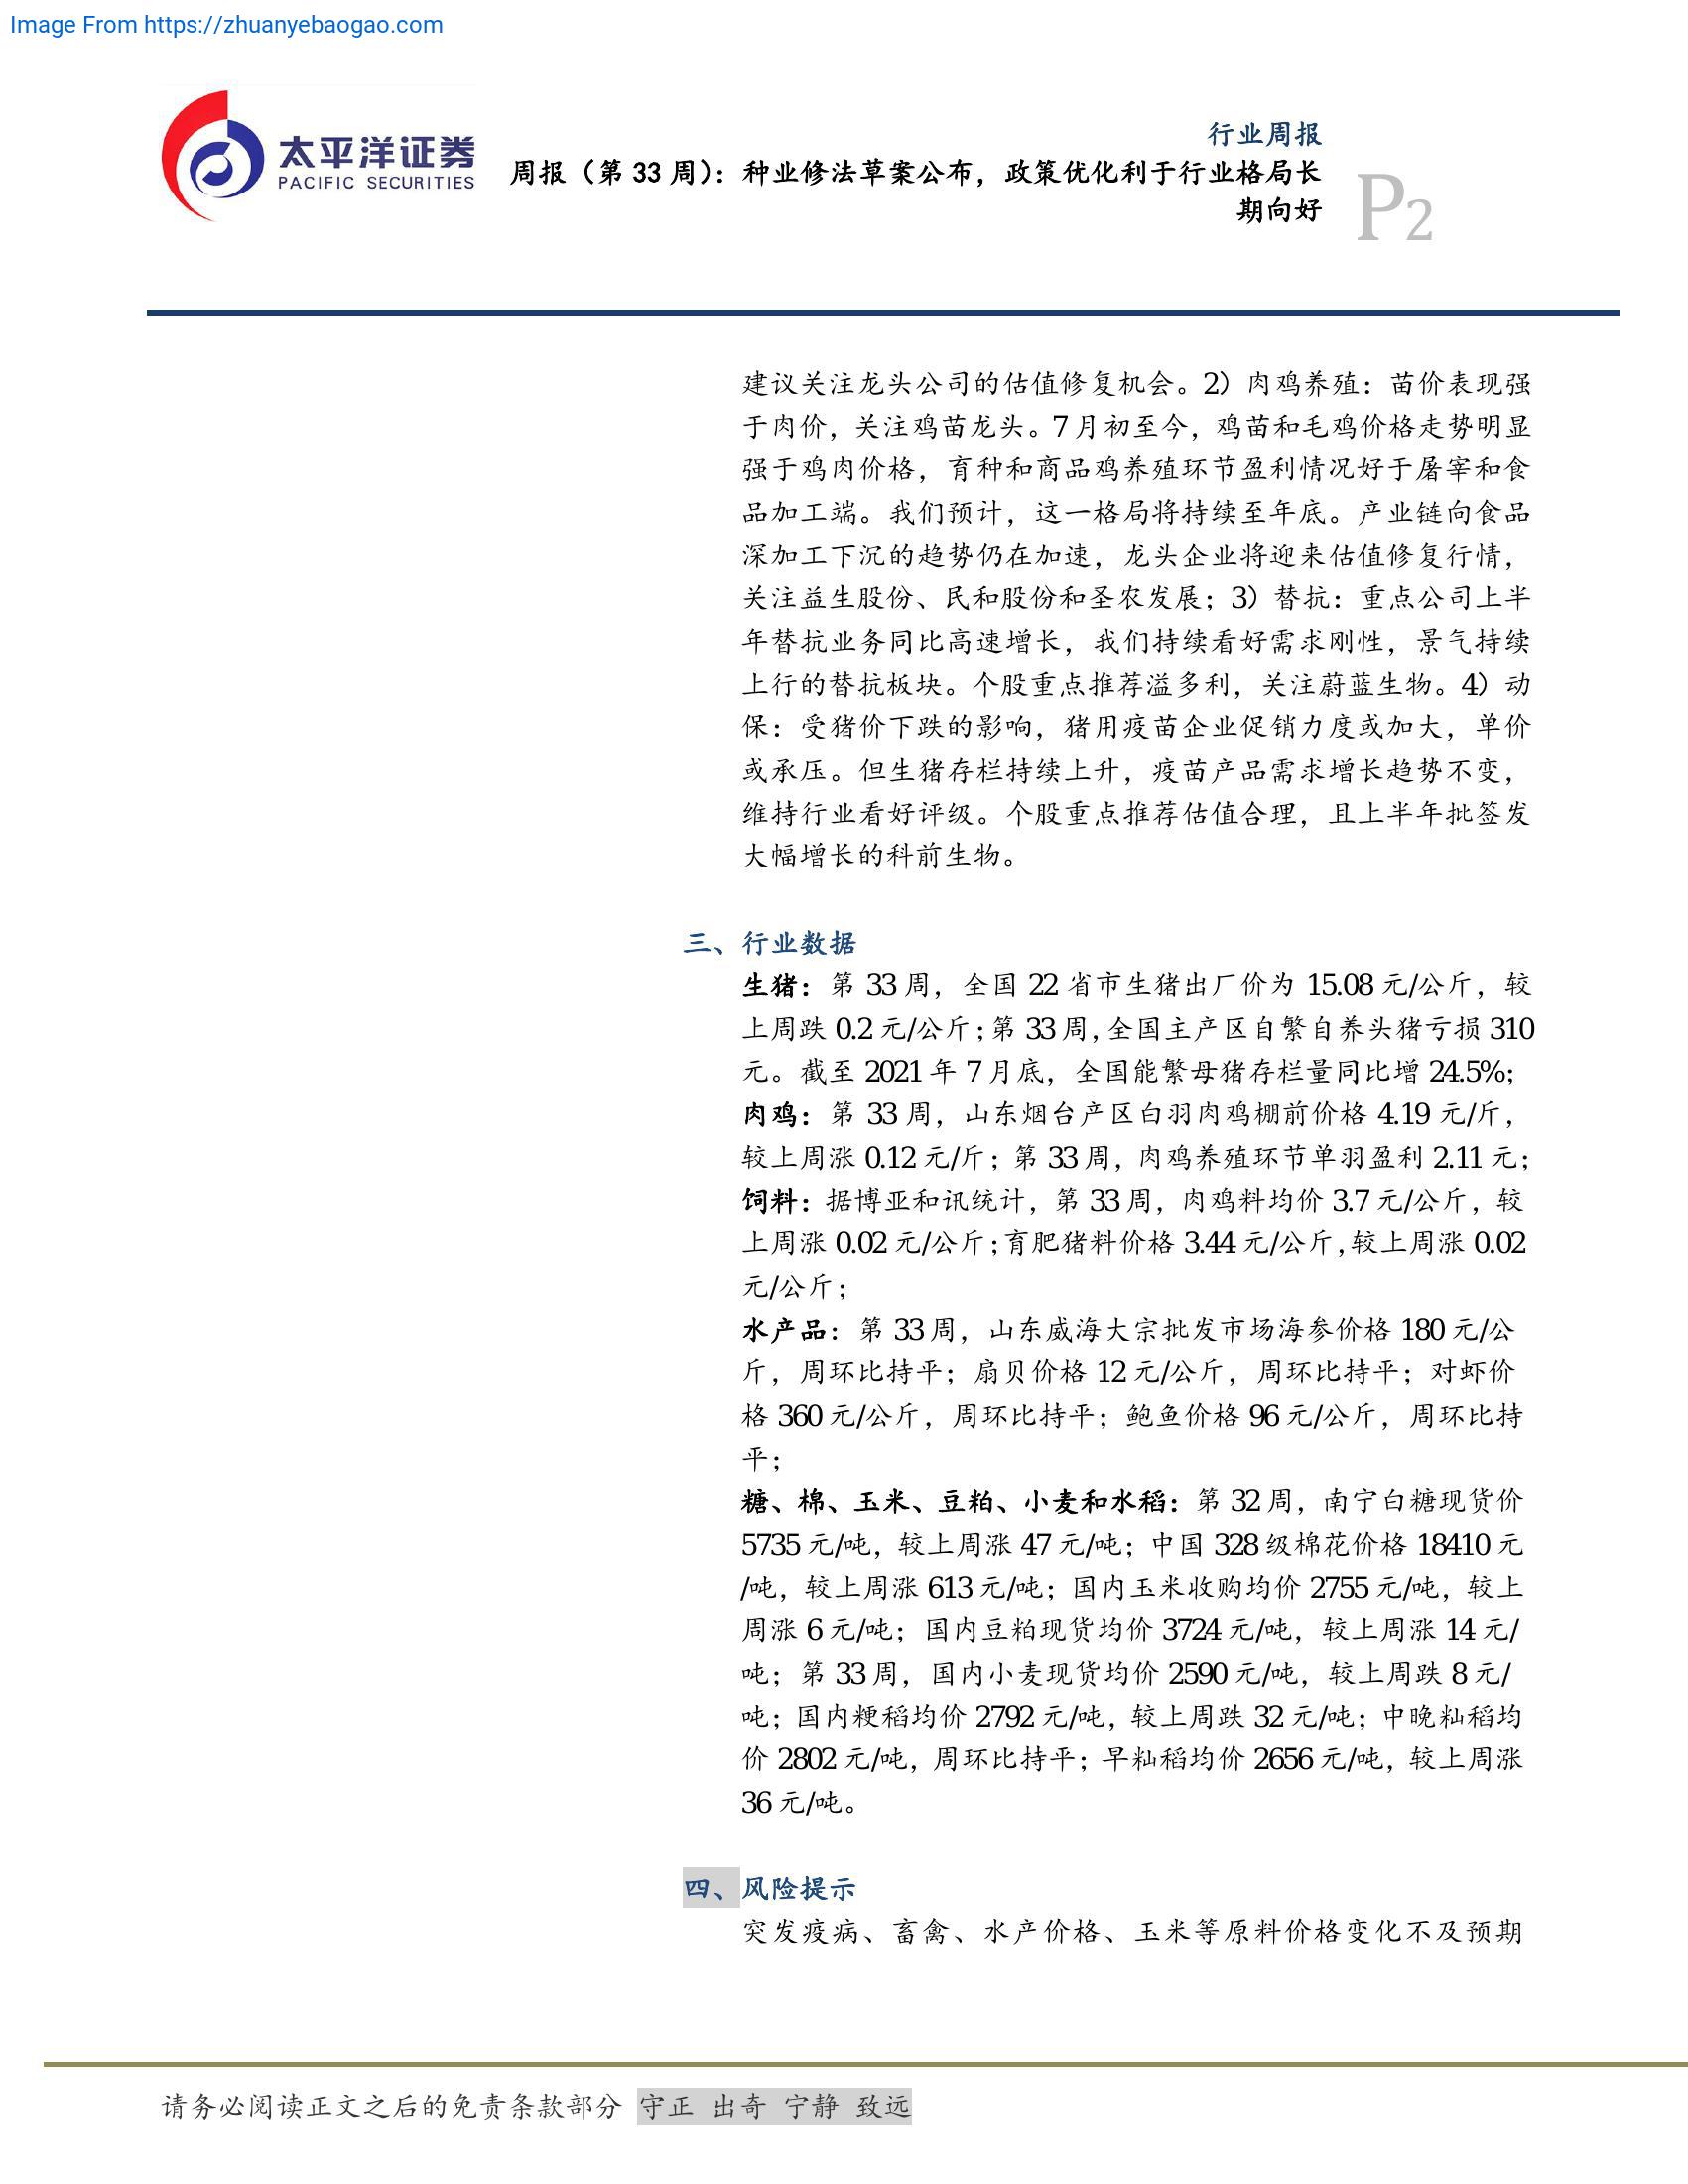 Image From https://zhuanyebaogao.com
太平洋证券
PACIFIC SECURITIES
行业周报
周报（第 33 周）：种业修法草案公布，政策优化利于行业格局长
期向好
P2
建议关注龙头公司的估值修复机会。2）肉鸡养殖：苗价表现强
于肉价，关注鸡苗龙头。7 月初至今，鸡苗和毛鸡价格走势明显
强于鸡肉价格，育种和商品鸡养殖环节盈利情况好于屠宰和食
品加工端。我们预计，这一格局将持续至年底。产业链向食品
深加工下沉的趋势仍在加速，龙头企业将迎来估值修复行情，
关注益生股份、民和股份和圣农发展；3）替抗：重点公司上半
年替抗业务同比高速增长，我们持续看好需求刚性，景气持续
上行的替抗板块。个股重点推荐溢多利，关注蔚蓝生物。4）动
保：受猪价下跌的影响，猪用疫苗企业促销力度或加大，单价
或承压。但生猪存栏持续上升，疫苗产品需求增长趋势不变，
维持行业看好评级。个股重点推荐估值合理，且上半年批签发
大幅增长的科前生物。
三、行业数据
生猪：第 33 周，全国 22 省市生猪出厂价为 15.08 元/公斤，较
上周跌 0.2 元/公斤；第 33 周，全国主产区自繁自养头猪亏损 310
元。截至 2021 年 7 月底，全国能繁母猪存栏量同比增 24.5%；
肉鸡：第 33 周，山东烟台产区白羽肉鸡棚前价格 4.19 元/斤，
较上周涨 0.12 元/斤；第 33 周，肉鸡养殖环节单羽盈利 2.11 元；
饲料：据博亚和讯统计，第 33 周，肉鸡料均价 3.7 元/公斤，较
上周涨 0.02 元/公斤；育肥猪料价格 3.44 元/公斤，较上周涨 0.02
元/公斤；
水产品：第 33 周，山东威海大宗批发市场海参价格 180 元/公
斤，周环比持平；扇贝价格 12 元/公斤，周环比持平；对虾价
格 360 元/公斤，周环比持平；鲍鱼价格 96 元/公斤，周环比持
平；
糖、棉、玉米、豆粕、小麦和水稻：第 32 周，南宁白糖现货价
5735 元/吨，较上周涨 47 元/吨；中国 328 级棉花价格 18410 元
/吨，较上周涨 613 元/吨；国内玉米收购均价 2755 元/吨，较上
周涨 6 元/吨；国内豆粕现货均价 3724 元/吨，较上周涨 14 元/
吨；第 33 周，国内小麦现货均价 2590 元/吨，较上周跌 8 元/
吨；国内粳稻均价 2792 元/吨，较上周跌 32 元/吨；中晚籼稻均
价 2802 元/吨，周环比持平；早籼稻均价 2656 元/吨，较上周涨
36 元/吨。
四、风险提示
突发疫病、畜禽、水产价格、玉米等原料价格变化不及预期
请务必阅读正文之后的免责条款部分 守正 出奇 宁静 致远